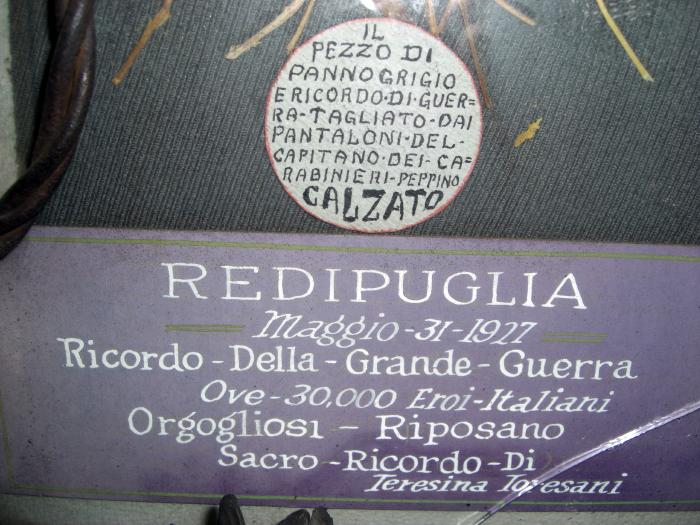 IL
PEZZO DI
PANNO GRIGIO
E RICORDO·DI·GUER=
RA-TAGLIATO-DAI
PANTALONI·DEL-
CAPITANO·DEI-CA=
RABINIERI-PEPPINO
CALZATO
REDIPUGLIA
Maggio-31-1927
Ricordo-Della-Grande-Guerra
Ove-30,000 Eroi-Italiani
Orgogliosi - Riposano
Sacro-Ricordo-Di
Teresina Toresani